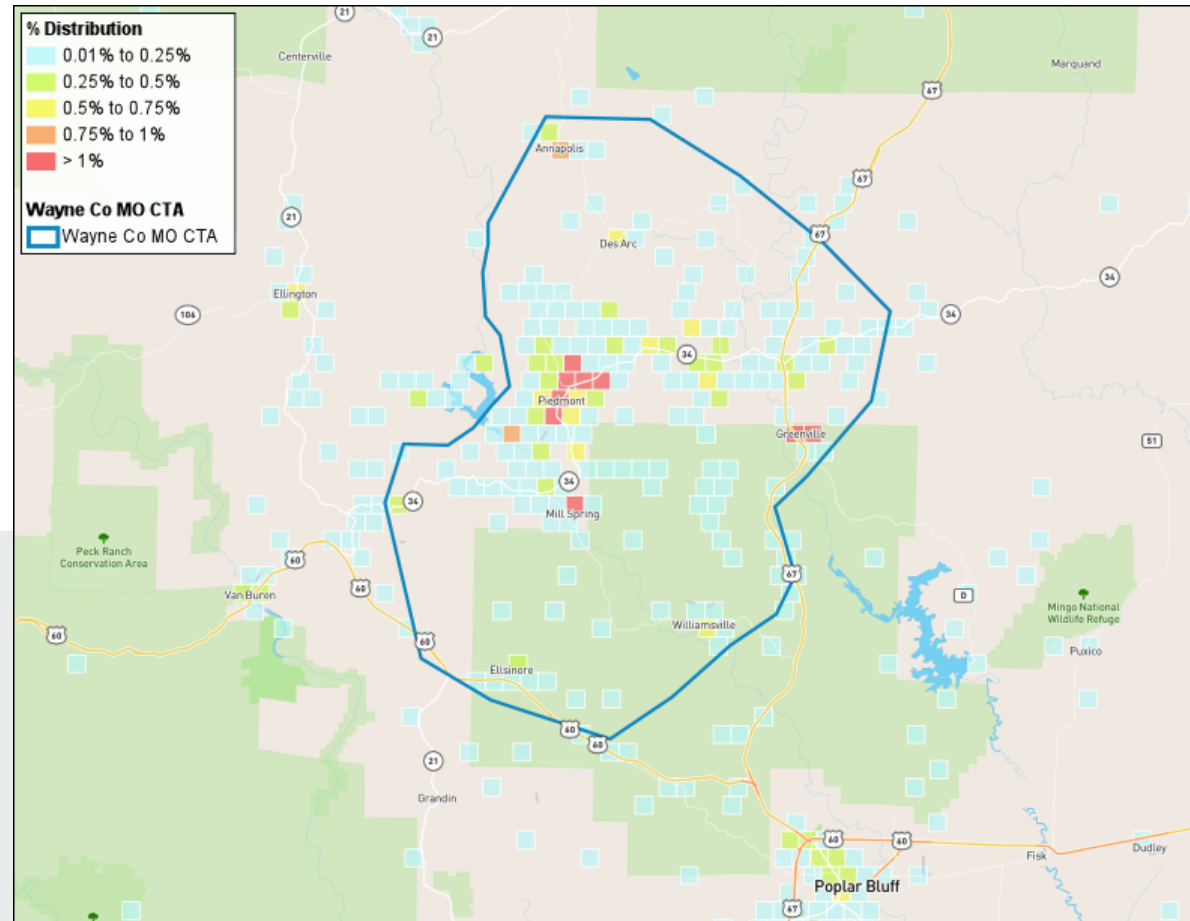 % Distribution
0.01% to 0.25%
0.25% to 0.5%
0.5% to 0.75%
0.75% to 1%
> 1%
Wayne Co MO CTA
Wayne Co MO CTA
21
21
Centerville
Marquand
67
Annapolis
67
21
67
Des Arc
34
Ellington
106
34
34
Piedmont
Greenville
51
34
34
Mill Spring
Peck Ranch
Conservation Area
60
67
60
Van Buren
D
Mingo National
Wildlife Refuge
60
Williamsville
60
Puxico
Ellsinore
60
60
21
Grandin
60
60
Fisk
Dudley
Poplar Bluff
67